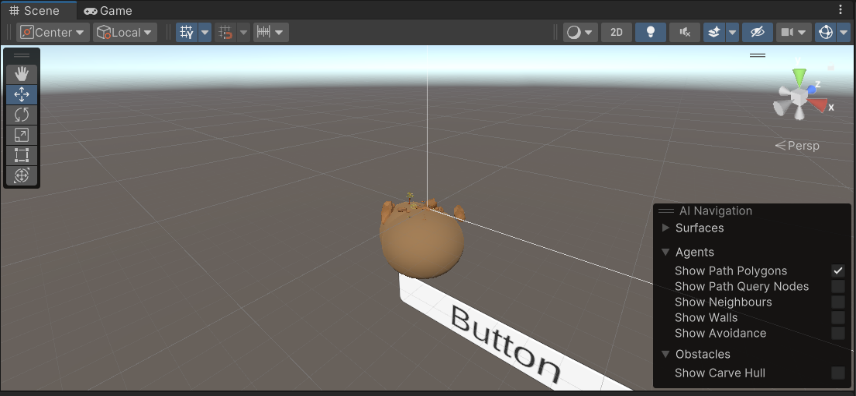 Scene Game
Center Local 2D
Y
z
x
Persp
AI Navigation
Surfaces
Agents
Show Path Polygons
Show Path Query Nodes
Show Neighbours
Show Walls
Show Avoidance
Obstacles
Show Carve Hull
Button